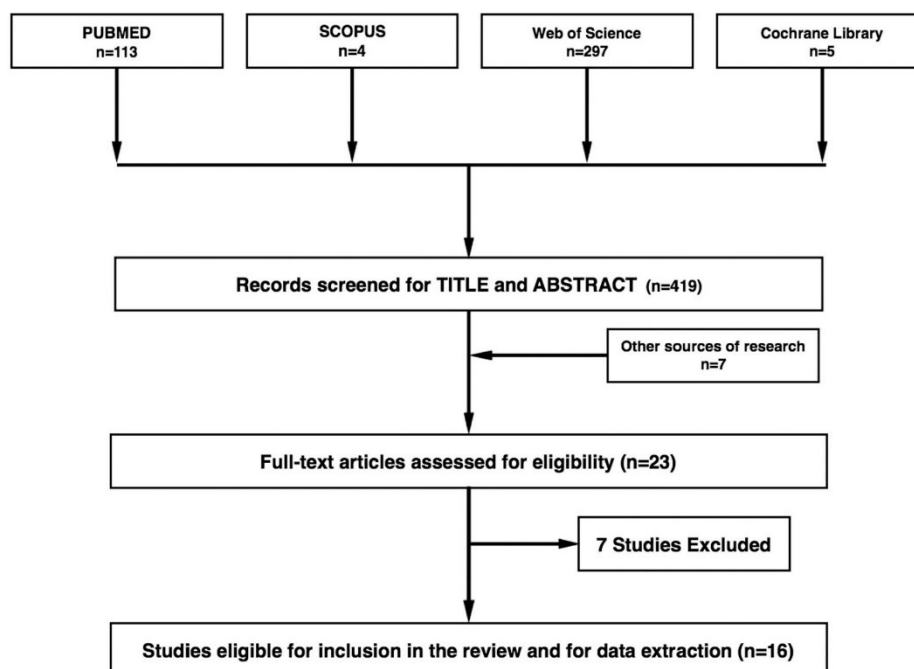 PUBMED
n=113
SCOPUS
n=4
Web of Science
n=297
Cochrane Library
n=5
Records screened for TITLE and ABSTRACT (n=419)
Other sources of research
n=7
Full-text articles assessed for eligibility (n=23)
7 Studies Excluded
Studies eligible for inclusion in the review and for data extraction (n=16)